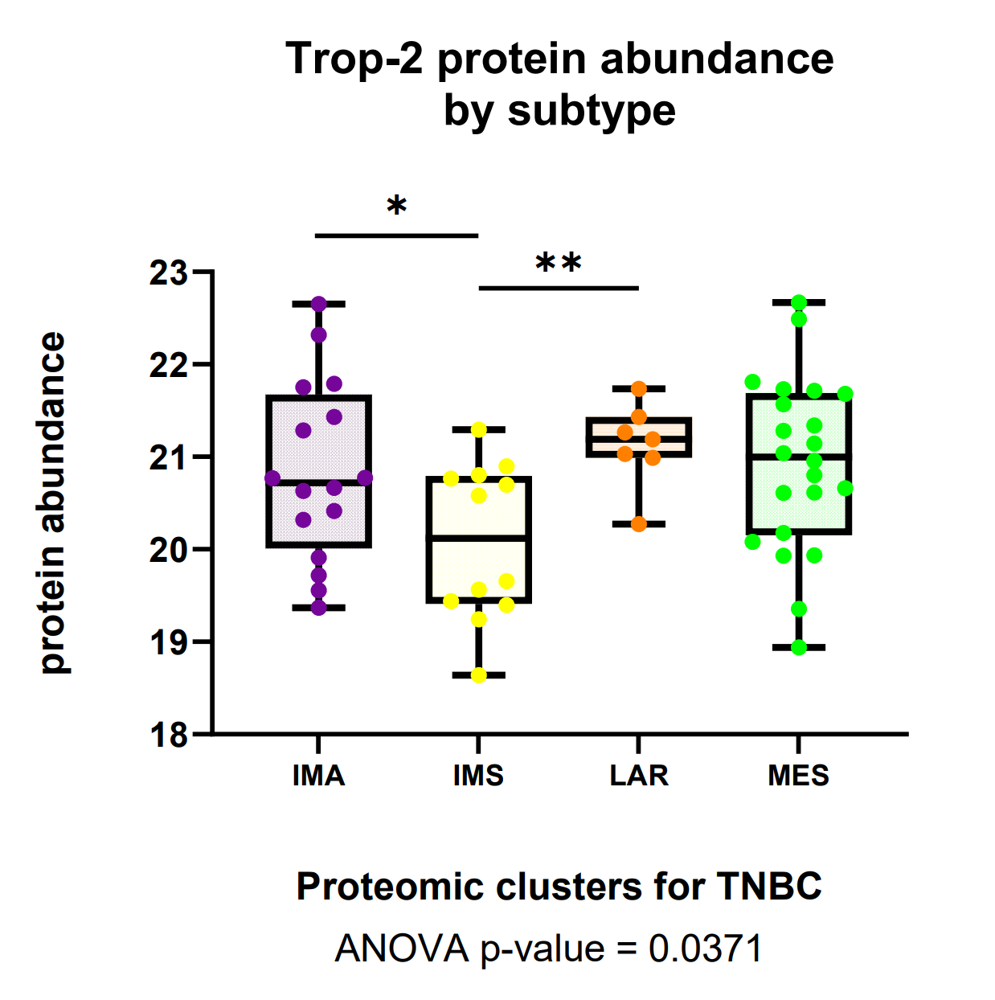 Trop-2 protein abundance
by subtype
*
**
23
22
21
20
19
18
protein abundance
IMA IMS LAR MES
Proteomic clusters for TNBC
ANOVA p-value = 0.0371